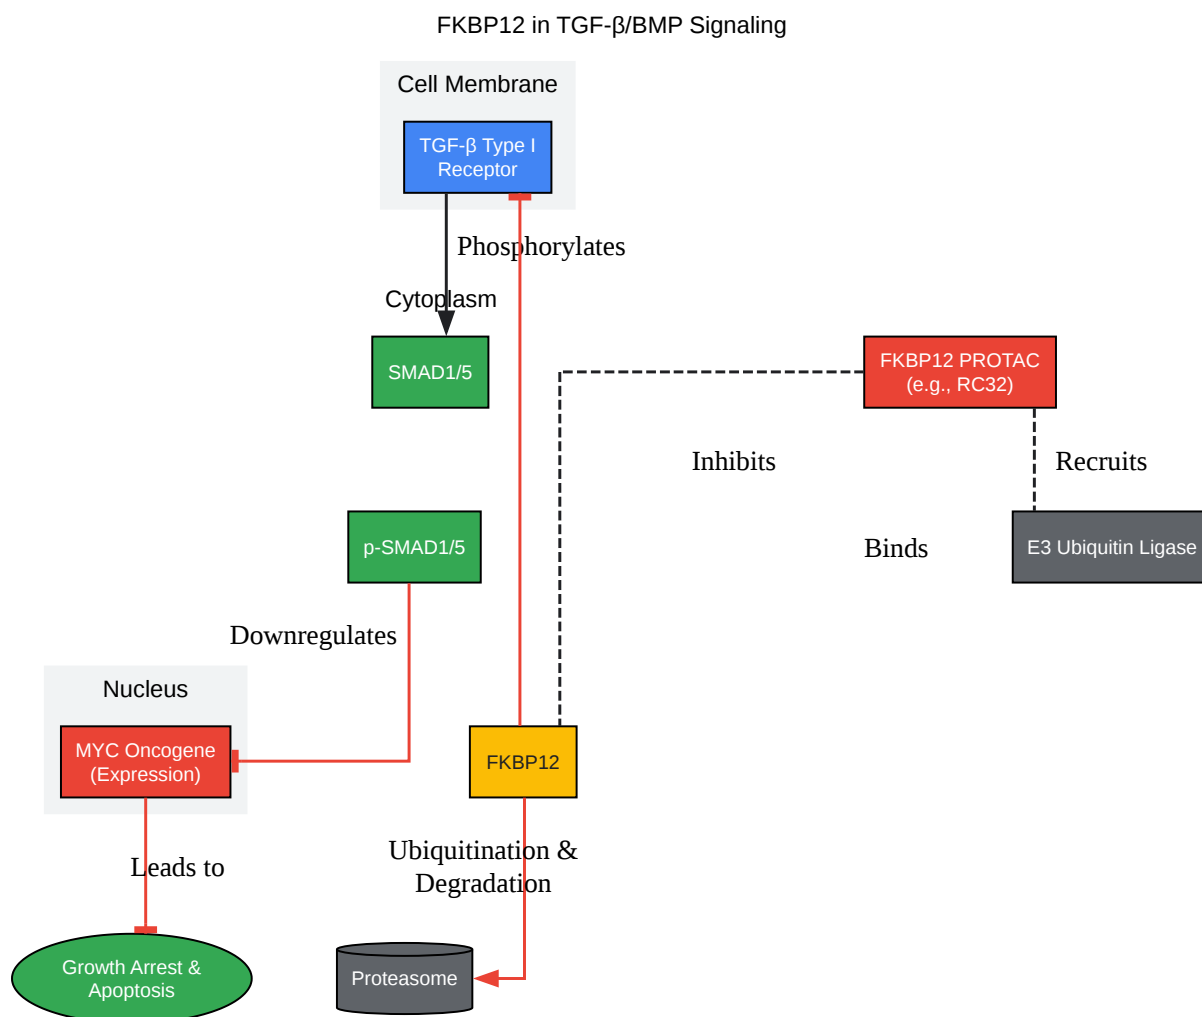 FKBP12 in TGF-β/BMP Signaling
Cell Membrane
TGF-β Type I
Receptor
Phosphorylates
Cytoplasm
SMAD1/5
FKBP12 PROTAC
(e.g., RC32)
Inhibits
Recruits
p-SMAD1/5
Binds
E3 Ubiquitin Ligase
Downregulates
Nucleus
MYC Oncogene
(Expression)
FKBP12
Leads to
Ubiquitination &
Degradation
Growth Arrest &
Apoptosis
Proteasome